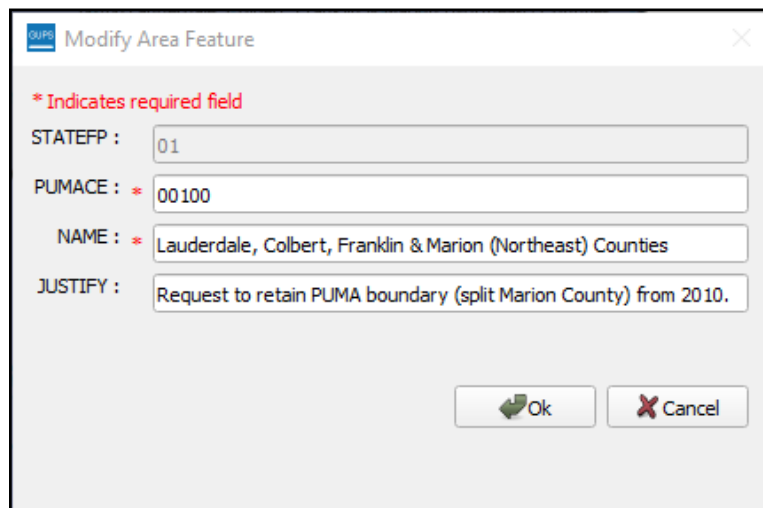 GUPS Modify Area Feature
* Indicates required field
STATEFP : 01
PUMACE : * 00100
NAME : * Lauderdale, Colbert, Franklin & Marion (Northeast) Counties
JUSTIFY : Request to retain PUMA boundary (split Marion County) from 2010.
Ok Cancel